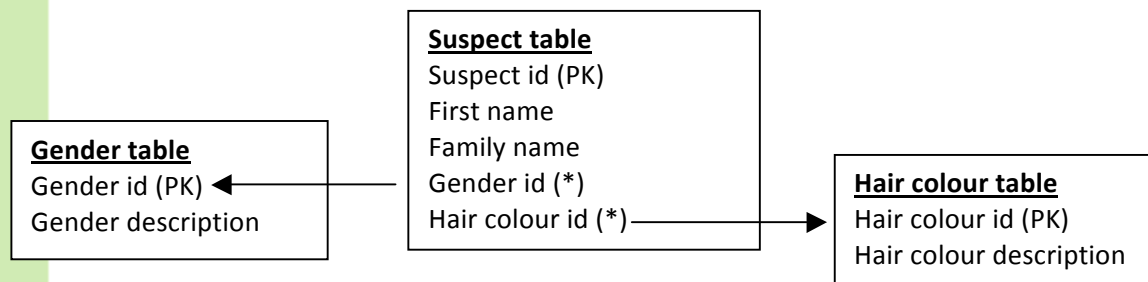 Suspect table
Suspect id (PK)
First name
Family name
Gender id (*)
Hair colour id (*)
Gender table
Gender id (PK)
Gender description
Hair colour table
Hair colour id (PK)
Hair colour description